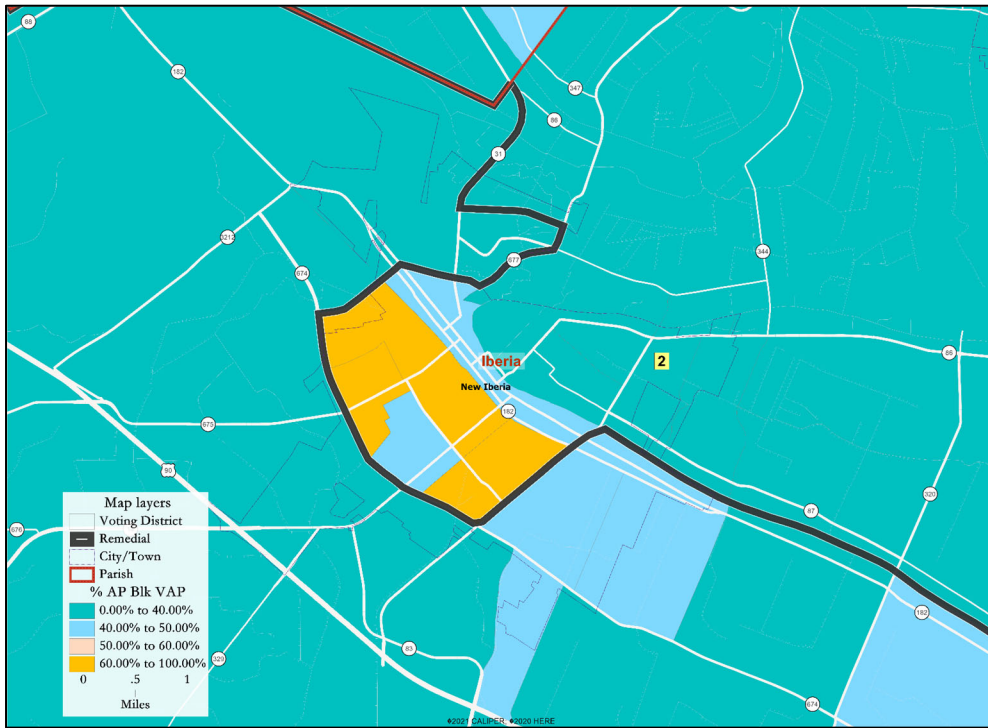 88
182
347
86
31
3212
674
677
344
Iberia
2
86
New Iberia
182
675
90
320
87
676
182
83
329
674
Map layers
Voting District
Remedial
City/Town
Parish
% AP Blk VAP
0.00% to 40.00%
40.00% to 50.00%
50.00% to 60.00%
60.00% to 100.00%
0 .5 1
Miles
�2021 CALIPER; �2020 HERE